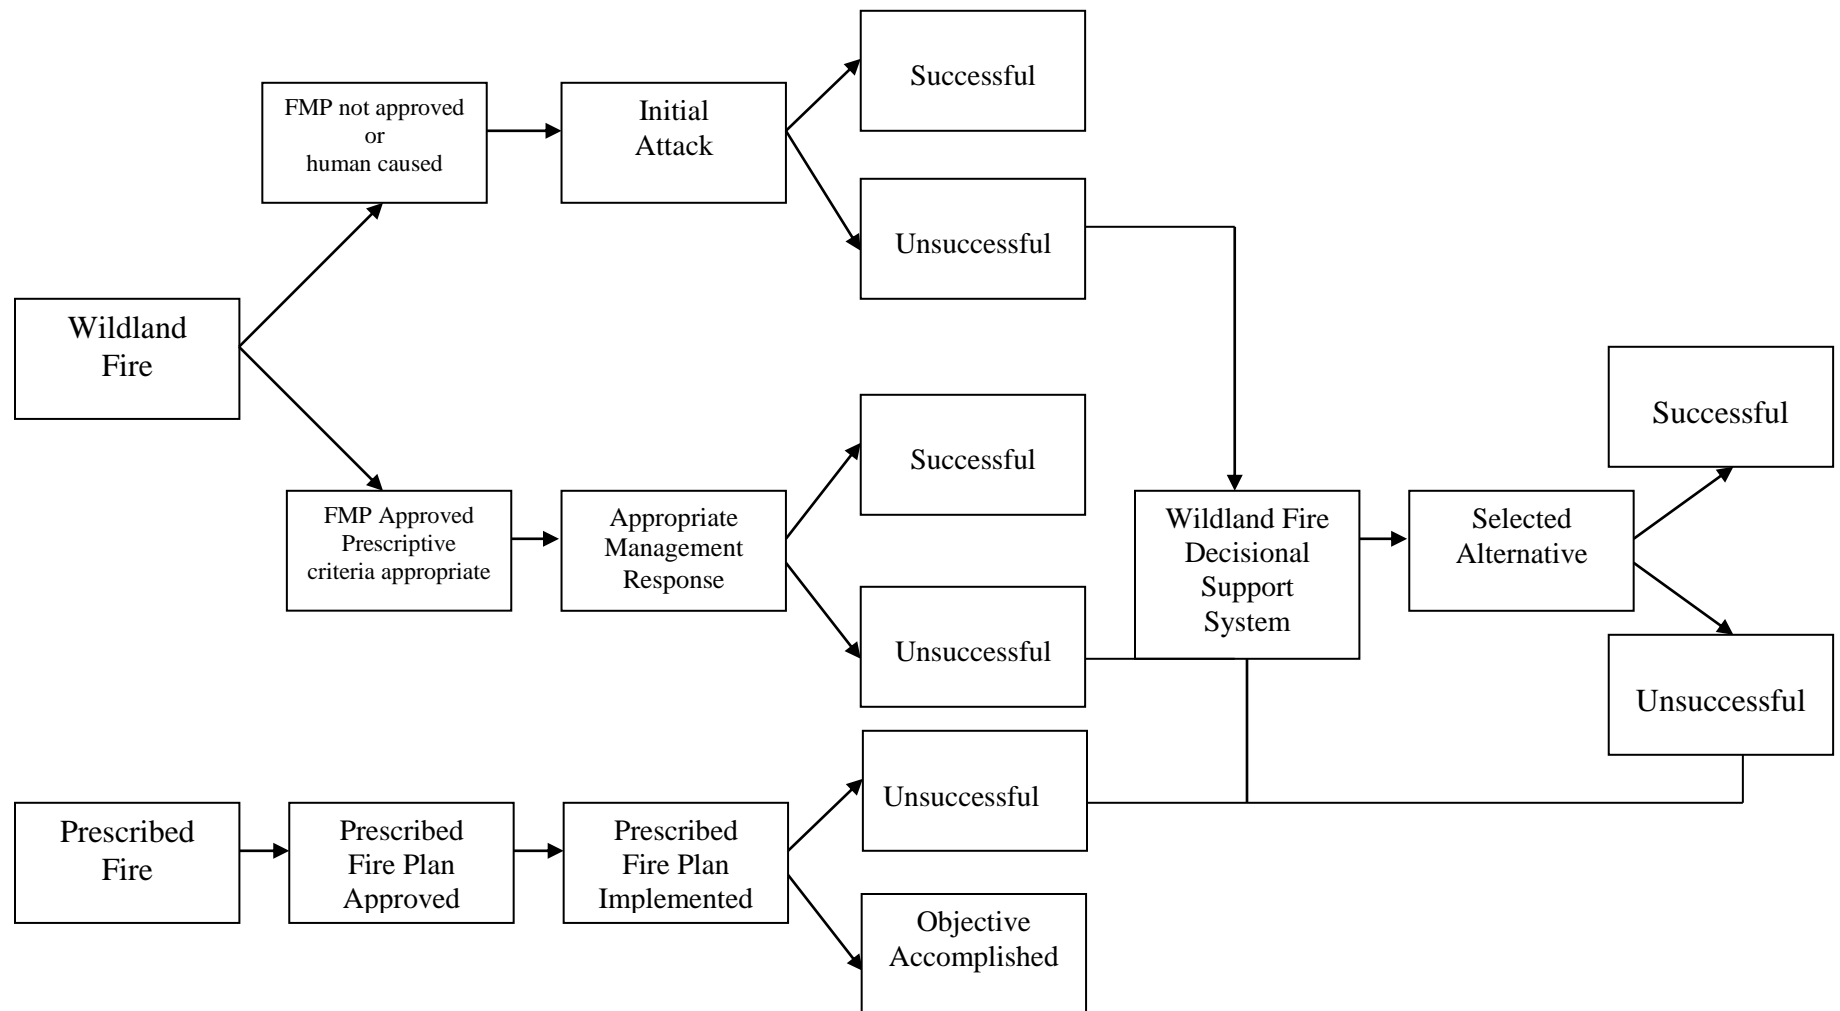 Successful
FMP not approved
or
human caused
Initial
Attack
Unsuccessful
Wildland
Fire
Successful
FMP Approved
Prescriptive
criteria appropriate
Appropriate
Management
Response
Unsuccessful
Wildland Fire
Decisional
Support
System
Selected
Alternative
Successful
Unsuccessful
Prescribed
Fire
Prescribed
Fire Plan
Approved
Prescribed
Fire Plan
Implemented
Unsuccessful
Objective
Accomplished